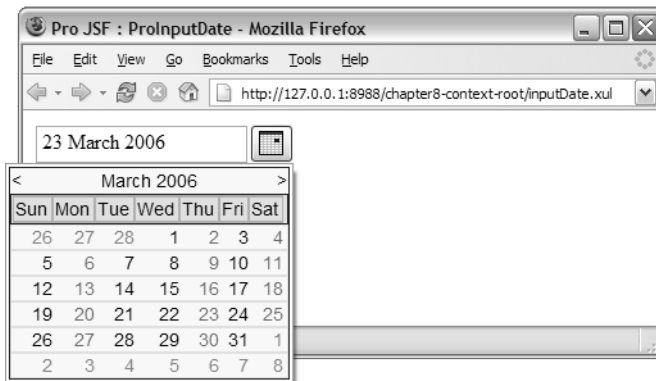 Pro JSF : ProInputDate - Mozilla Firefox
File Edit View Go Bookmarks Tools Help
http://127.0.0.1:8988/chapter8-context-root/inputDate.xul
23 March 2006
< March 2006 >
Sun Mon Tue Wed Thu Fri Sat
26 27 28 1 2 3 4
5 6 7 8 9 10 11
12 13 14 15 16 17 18
19 20 21 22 23 24 25
26 27 28 29 30 31 1
2 3 4 5 6 7 8